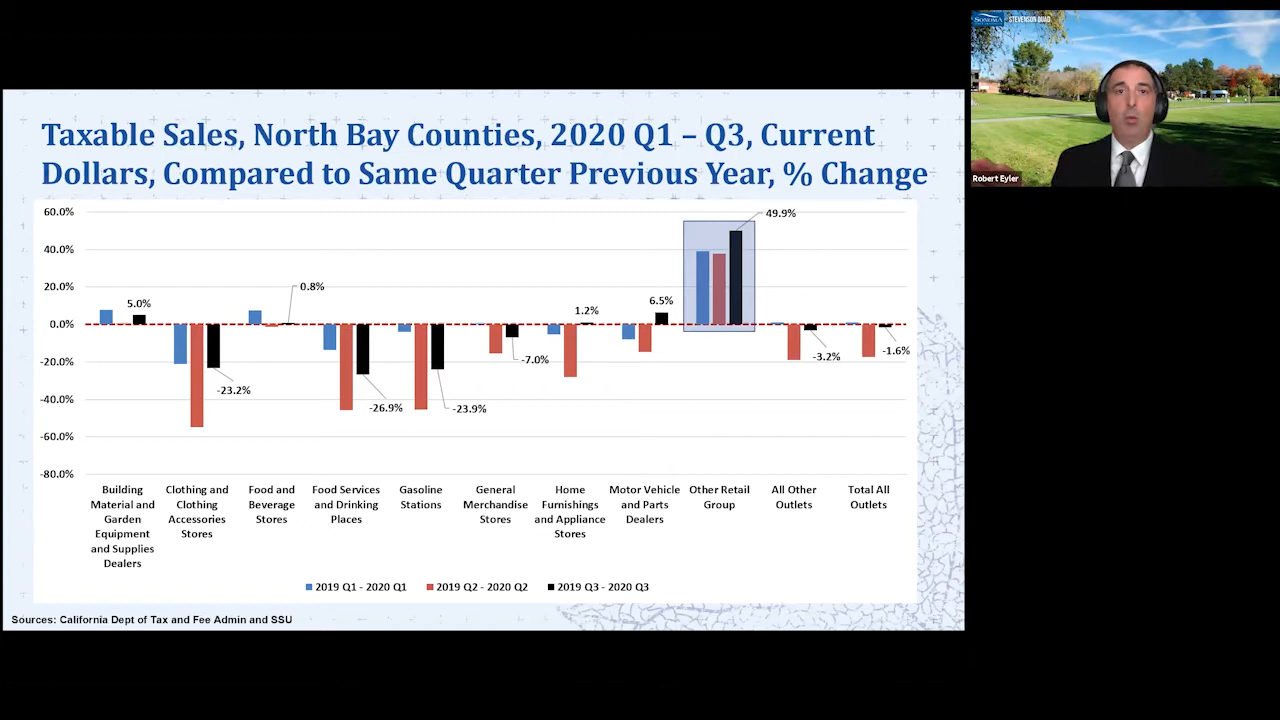 SONOMA
STEVENSON QUAD
Robert Eyler
Taxable Sales, North Bay Counties, 2020 Q1 – Q3, Current
Dollars, Compared to Same Quarter Previous Year, % Change
60.0%
40.0%
20.0%
0.0%
-20.0%
-40.0%
-60.0%
-80.0%
5.0%
-23.2%
0.8%
-26.9%
-23.9%
-7.0%
1.2%
6.5%
49.9%
-3.2%
-1.6%
Building
Material and
Garden
Equipment
and Supplies
Dealers
Clothing and
Clothing
Accessories
Stores
Food and
Beverage
Stores
Food Services
and Drinking
Places
Gasoline
Stations
General
Merchandise
Stores
Home
Furnishings
and Appliance
Stores
Motor Vehicle
and Parts
Dealers
Other Retail
Group
All Other
Outlets
Total All
Outlets
2019 Q1 - 2020 Q1
2019 Q2 - 2020 Q2
2019 Q3 - 2020 Q3
Sources: California Dept of Tax and Fee Admin and SSU